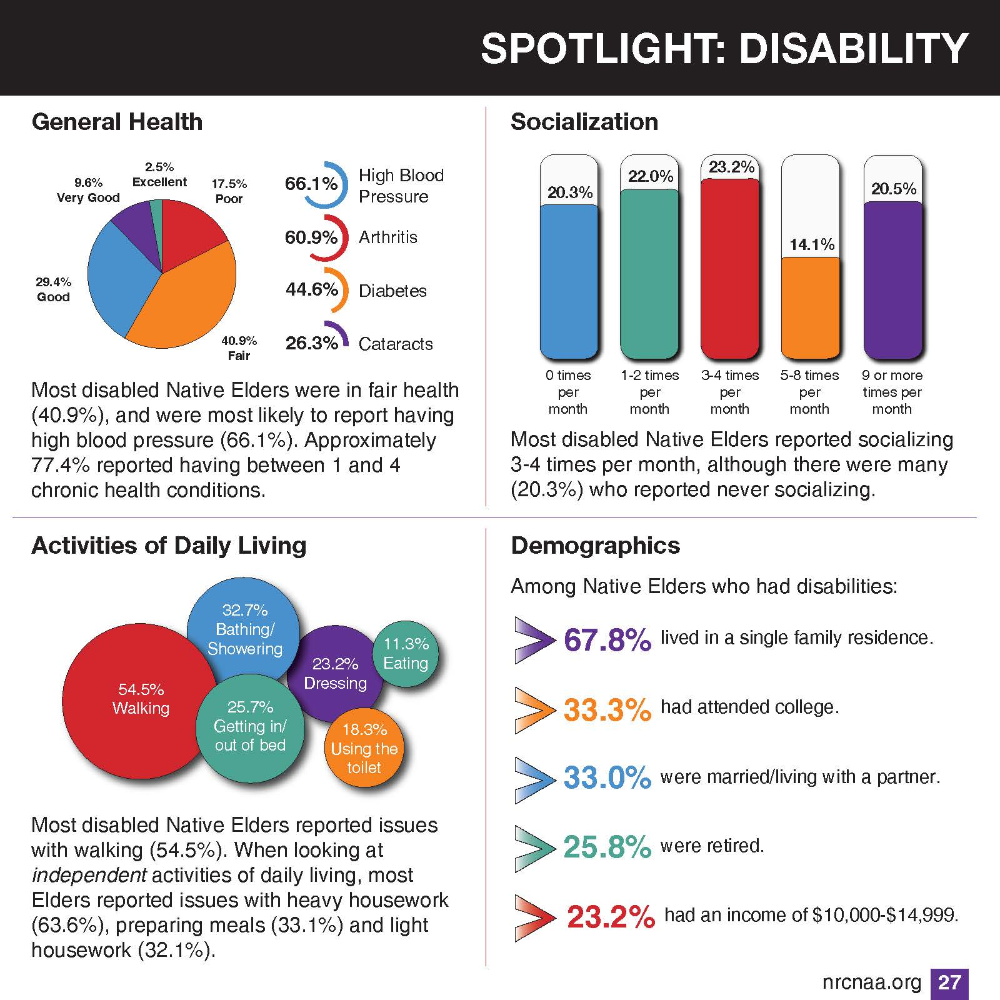 SPOTLIGHT: DISABILITY
General Health
2.5%
Excellent
9.6%
Very Good
17.5%
Poor
29.4%
Good
40.9%
Fair
66.1%
High Blood
Pressure
60.9%
Arthritis
44.6%
Diabetes
26.3%
Cataracts
Most disabled Native Elders were in fair health
(40.9%), and were most likely to report having
high blood pressure (66.1%). Approximately
77.4% reported having between 1 and 4
chronic health conditions.
Socialization
20.3%
22.0%
23.2%
14.1%
20.5%
0 times
per
month
1-2 times
per
month
3-4 times
per
month
5-8 times
per
month
9 or more
times per
month
Most disabled Native Elders reported socializing
3-4 times per month, although there were many
(20.3%) who reported never socializing.
Activities of Daily Living
32.7%
Bathing/
Showering
54.5%
Walking
25.7%
Getting in/
out of bed
23.2%
Dressing
11.3%
Eating
18.3%
Using the
toilet
Most disabled Native Elders reported issues
with walking (54.5%). When looking at
independent activities of daily living, most
Elders reported issues with heavy housework
(63.6%), preparing meals (33.1%) and light
housework (32.1%).
Demographics
Among Native Elders who had disabilities:
67.8% lived in a single family residence.
33.3% had attended college.
33.0% were married/living with a partner.
25.8% were retired.
23.2% had an income of $10,000-$14,999.
nrcnaa.org 27